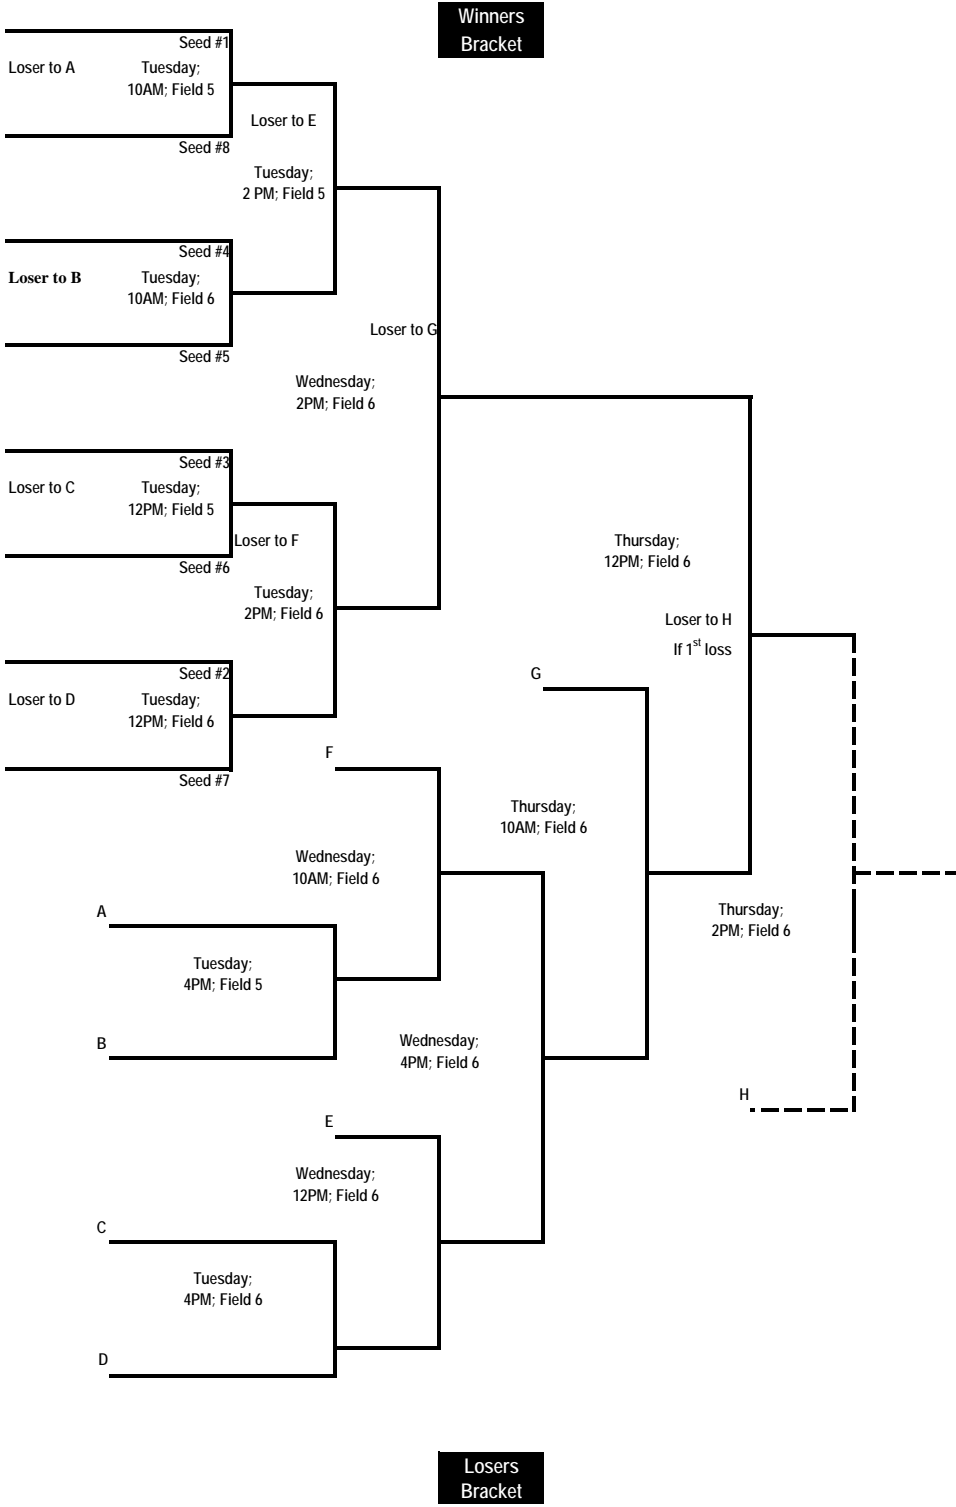 Winners
Bracket
Seed #1
Loser to A
Tuesday;
10AM; Field 5
Seed #8
Loser to E
Tuesday;
2 PM; Field 5
Seed #4
Loser to B
Tuesday;
10AM; Field 6
Seed #5
Loser to G
Wednesday;
2PM; Field 6
Seed #3
Loser to C
Tuesday;
12PM; Field 5
Seed #6
Loser to F
Tuesday;
2PM; Field 6
Thursday;
12PM; Field 6
Loser to H
If 1st loss
Seed #2
Loser to D
Tuesday;
12PM; Field 6
Seed #7
G
F
Thursday;
10AM; Field 6
Wednesday;
10AM; Field 6
A
Tuesday;
4PM; Field 5
B
Thursday;
2PM; Field 6
Wednesday;
4PM; Field 6
H
E
Wednesday;
12PM; Field 6
C
Tuesday;
4PM; Field 6
D
Losers
Bracket